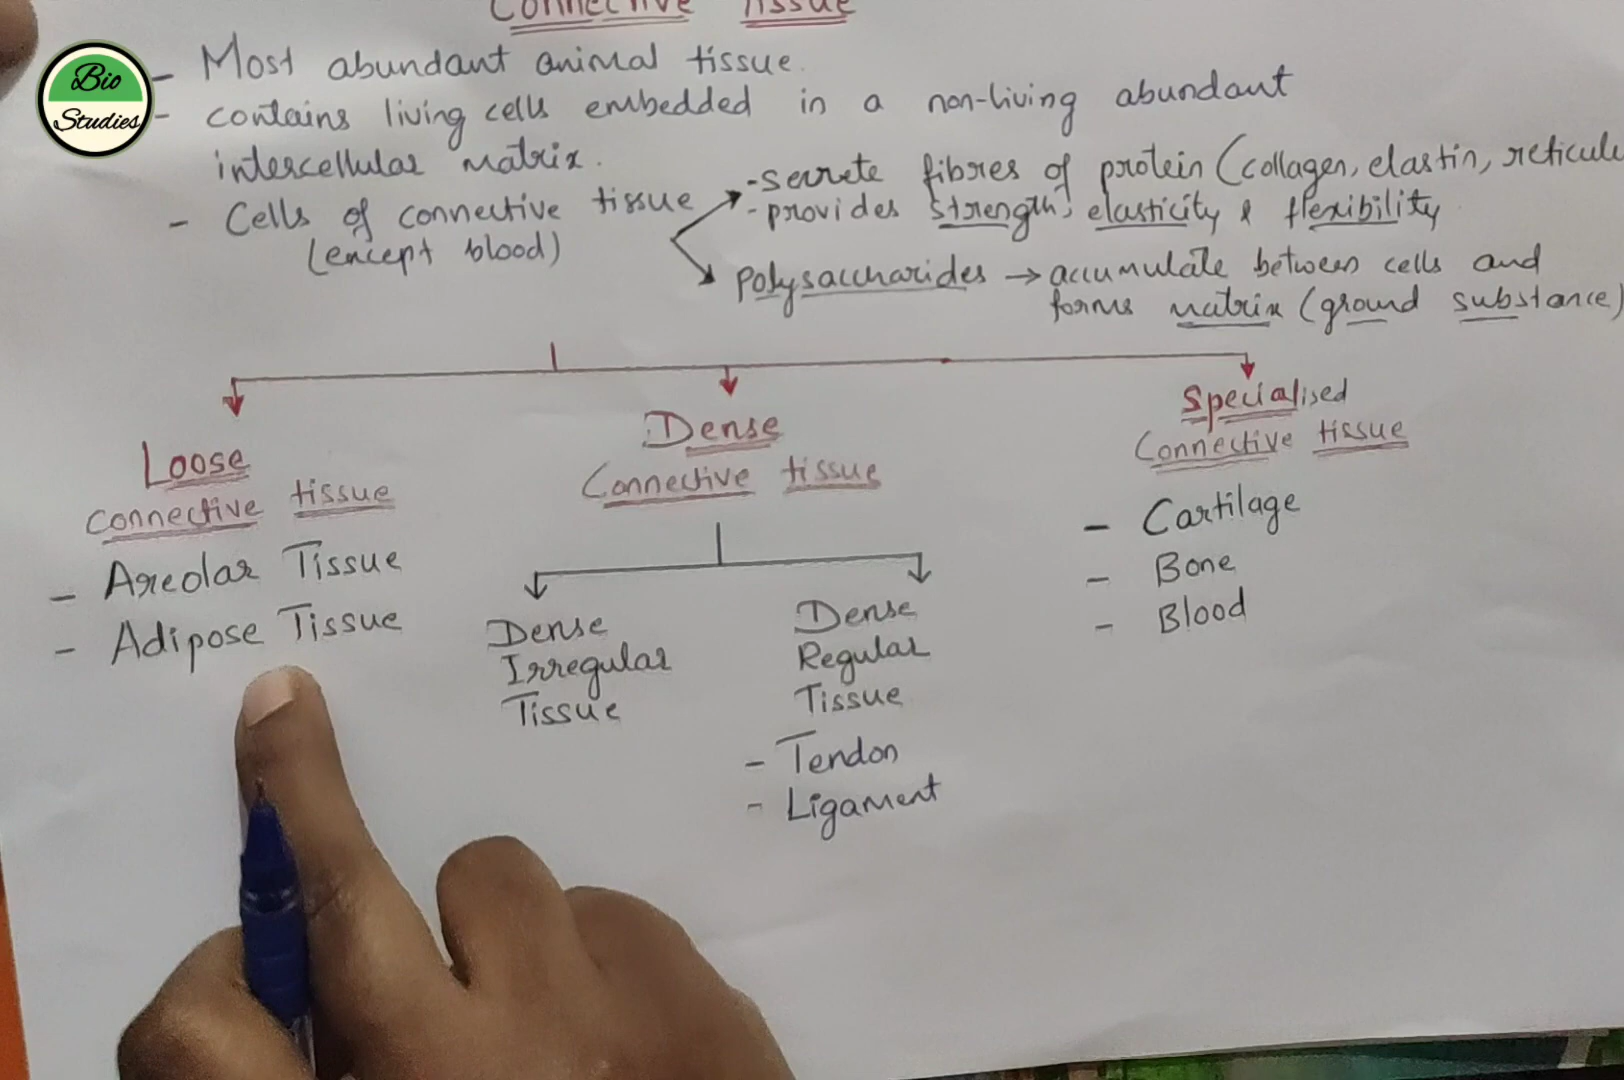 Connective Tissue
Bio
Studies
- Most abundant animal tissue.
- contains living cells embedded in a non-living abundant
intercellular matrix.
- Cells of connective tissue
(except blood)
- secrete fibres of protein (collagen, elastin, reticule
- provides strength, elasticity & flexibility
polysaccharides → accumulate between cells and
forms matrix (ground substance)
Loose
connective tissue
- Areolar Tissue
- Adipose Tissue
Dense
Connective tissue
Dense
Irregular
Tissue
Dense
Regular
Tissue
- Tendon
- Ligament
Specialised
Connective tissue
- Cartilage
- Bone
- Blood